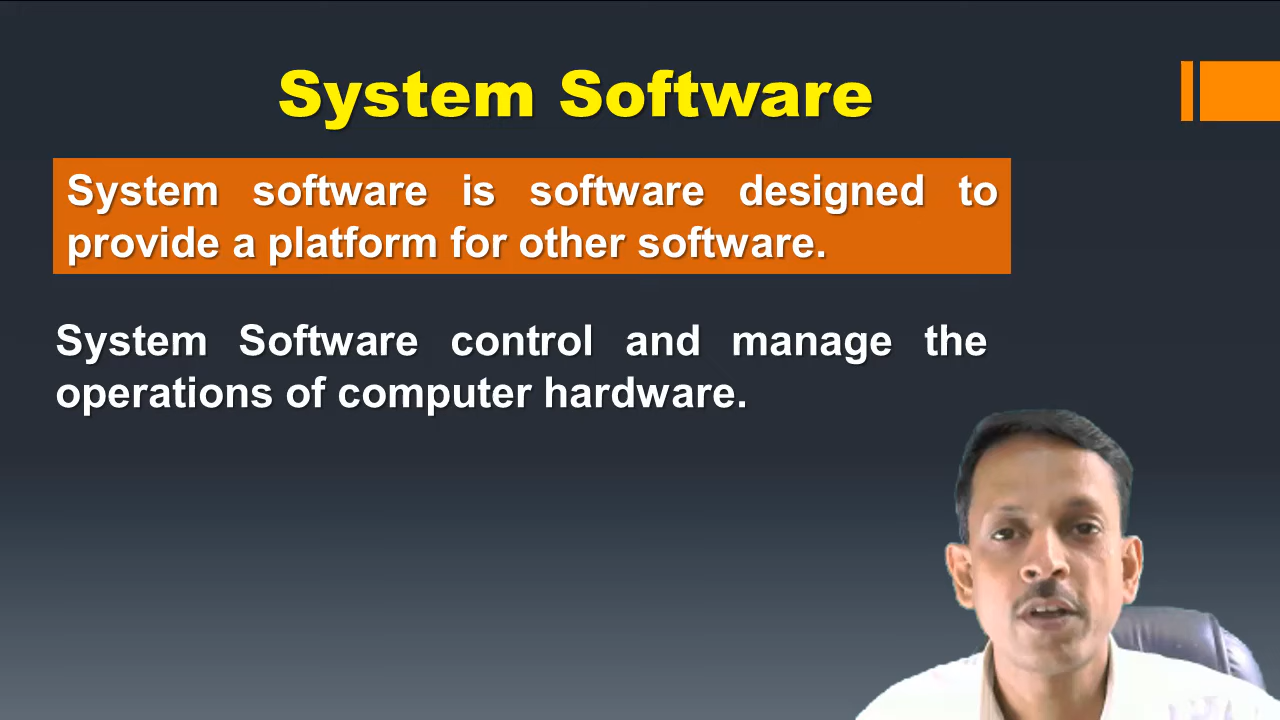 System Software
System software is software designed to
provide a platform for other software.
System Software control and manage the
operations of computer hardware.